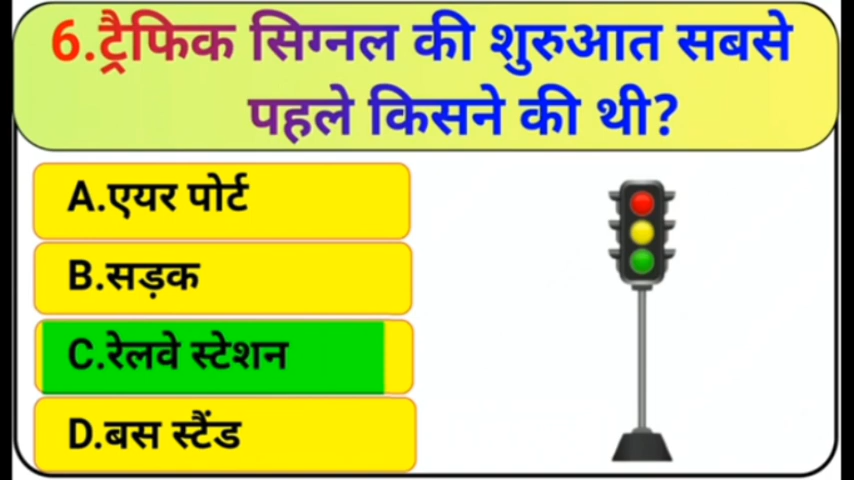 6.ट्रैफिक सिग्नल की शुरुआत सबसे
पहले किसने की थी?
A.एयर पोर्ट
B.सड़क
C.रेलवे स्टेशन
D.बस स्टैंड